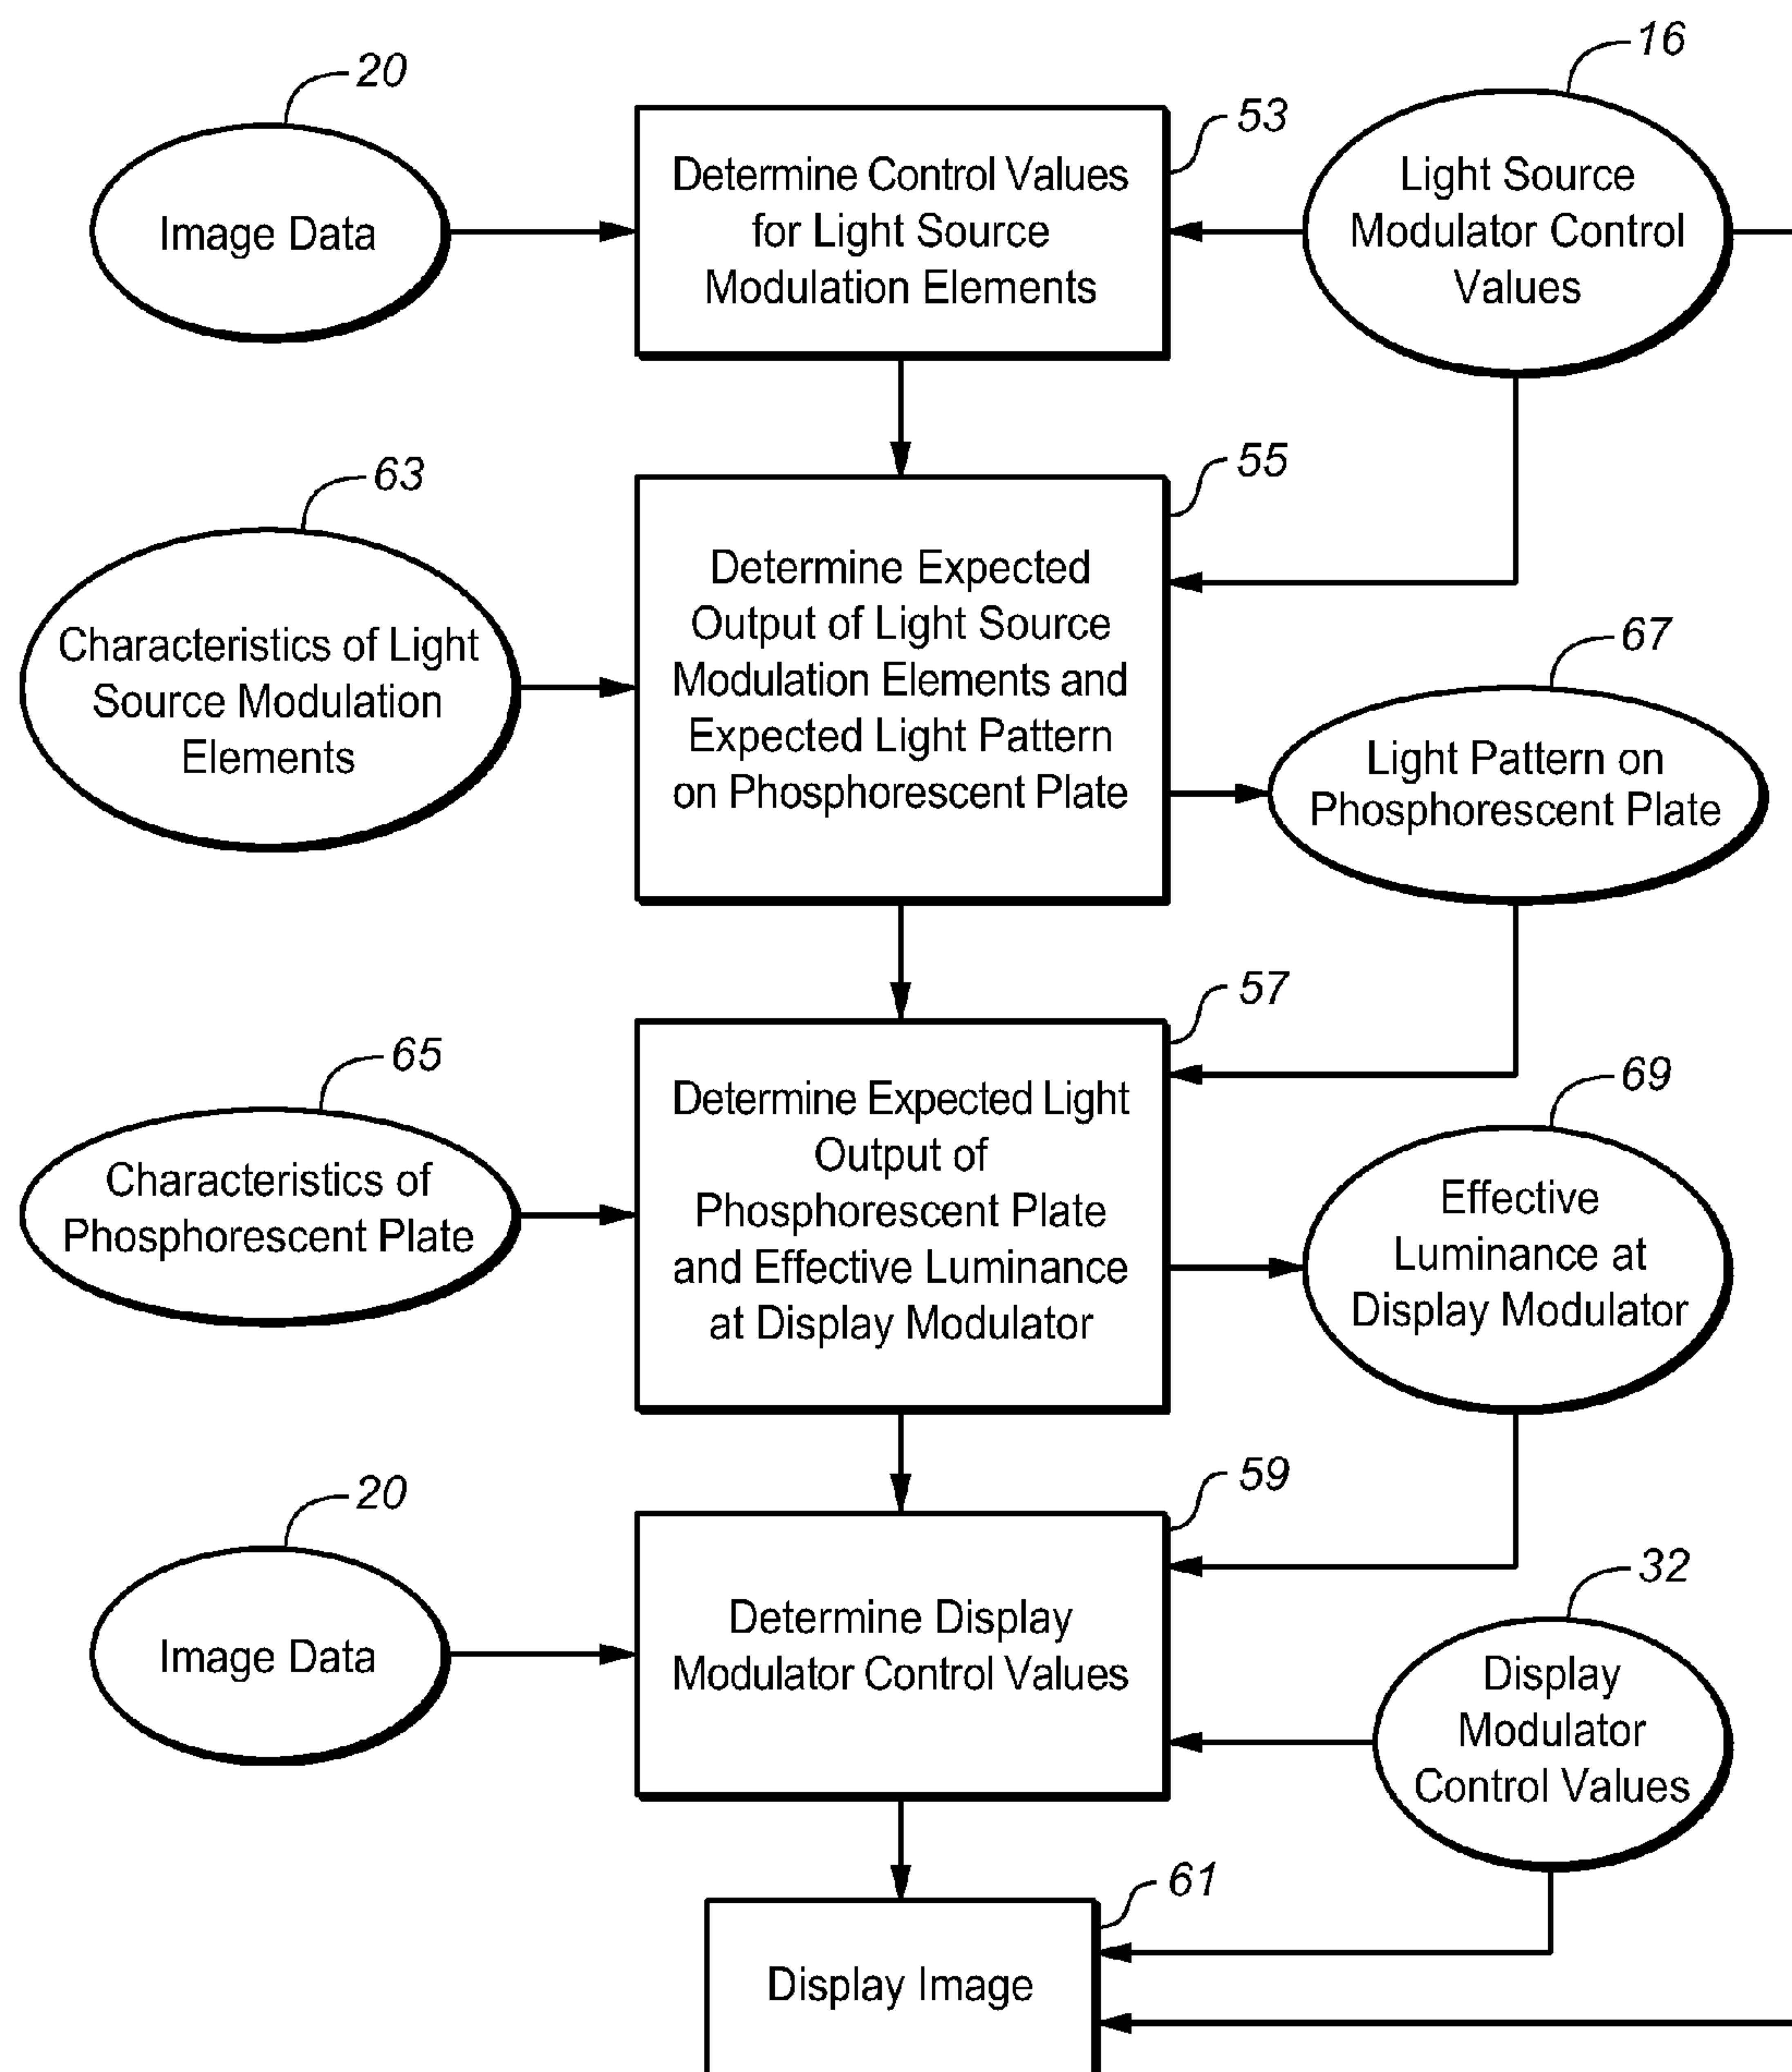 20
Image Data
53
Determine Control Values
for Light Source
Modulation Elements
16
Light Source
Modulator Control
Values
63
Characteristics of Light
Source Modulation
Elements
55
Determine Expected
Output of Light Source
Modulation Elements and
Expected Light Pattern
on Phosphorescent Plate
67
Light Pattern on
Phosphorescent Plate
65
Characteristics of
Phosphorescent Plate
57
Determine Expected Light
Output of
Phosphorescent Plate
and Effective Luminance
at Display Modulator
69
Effective
Luminance at
Display Modulator
20
Image Data
59
Determine Display
Modulator Control Values
32
Display
Modulator
Control Values
61
Display Image